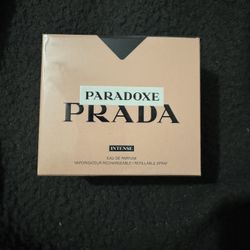 PARADOXE
PRADA
INTENSE
EAU DE PARFUM
VAPORISATEUR RECHARGEABLE / REFILLABLE SPRAY